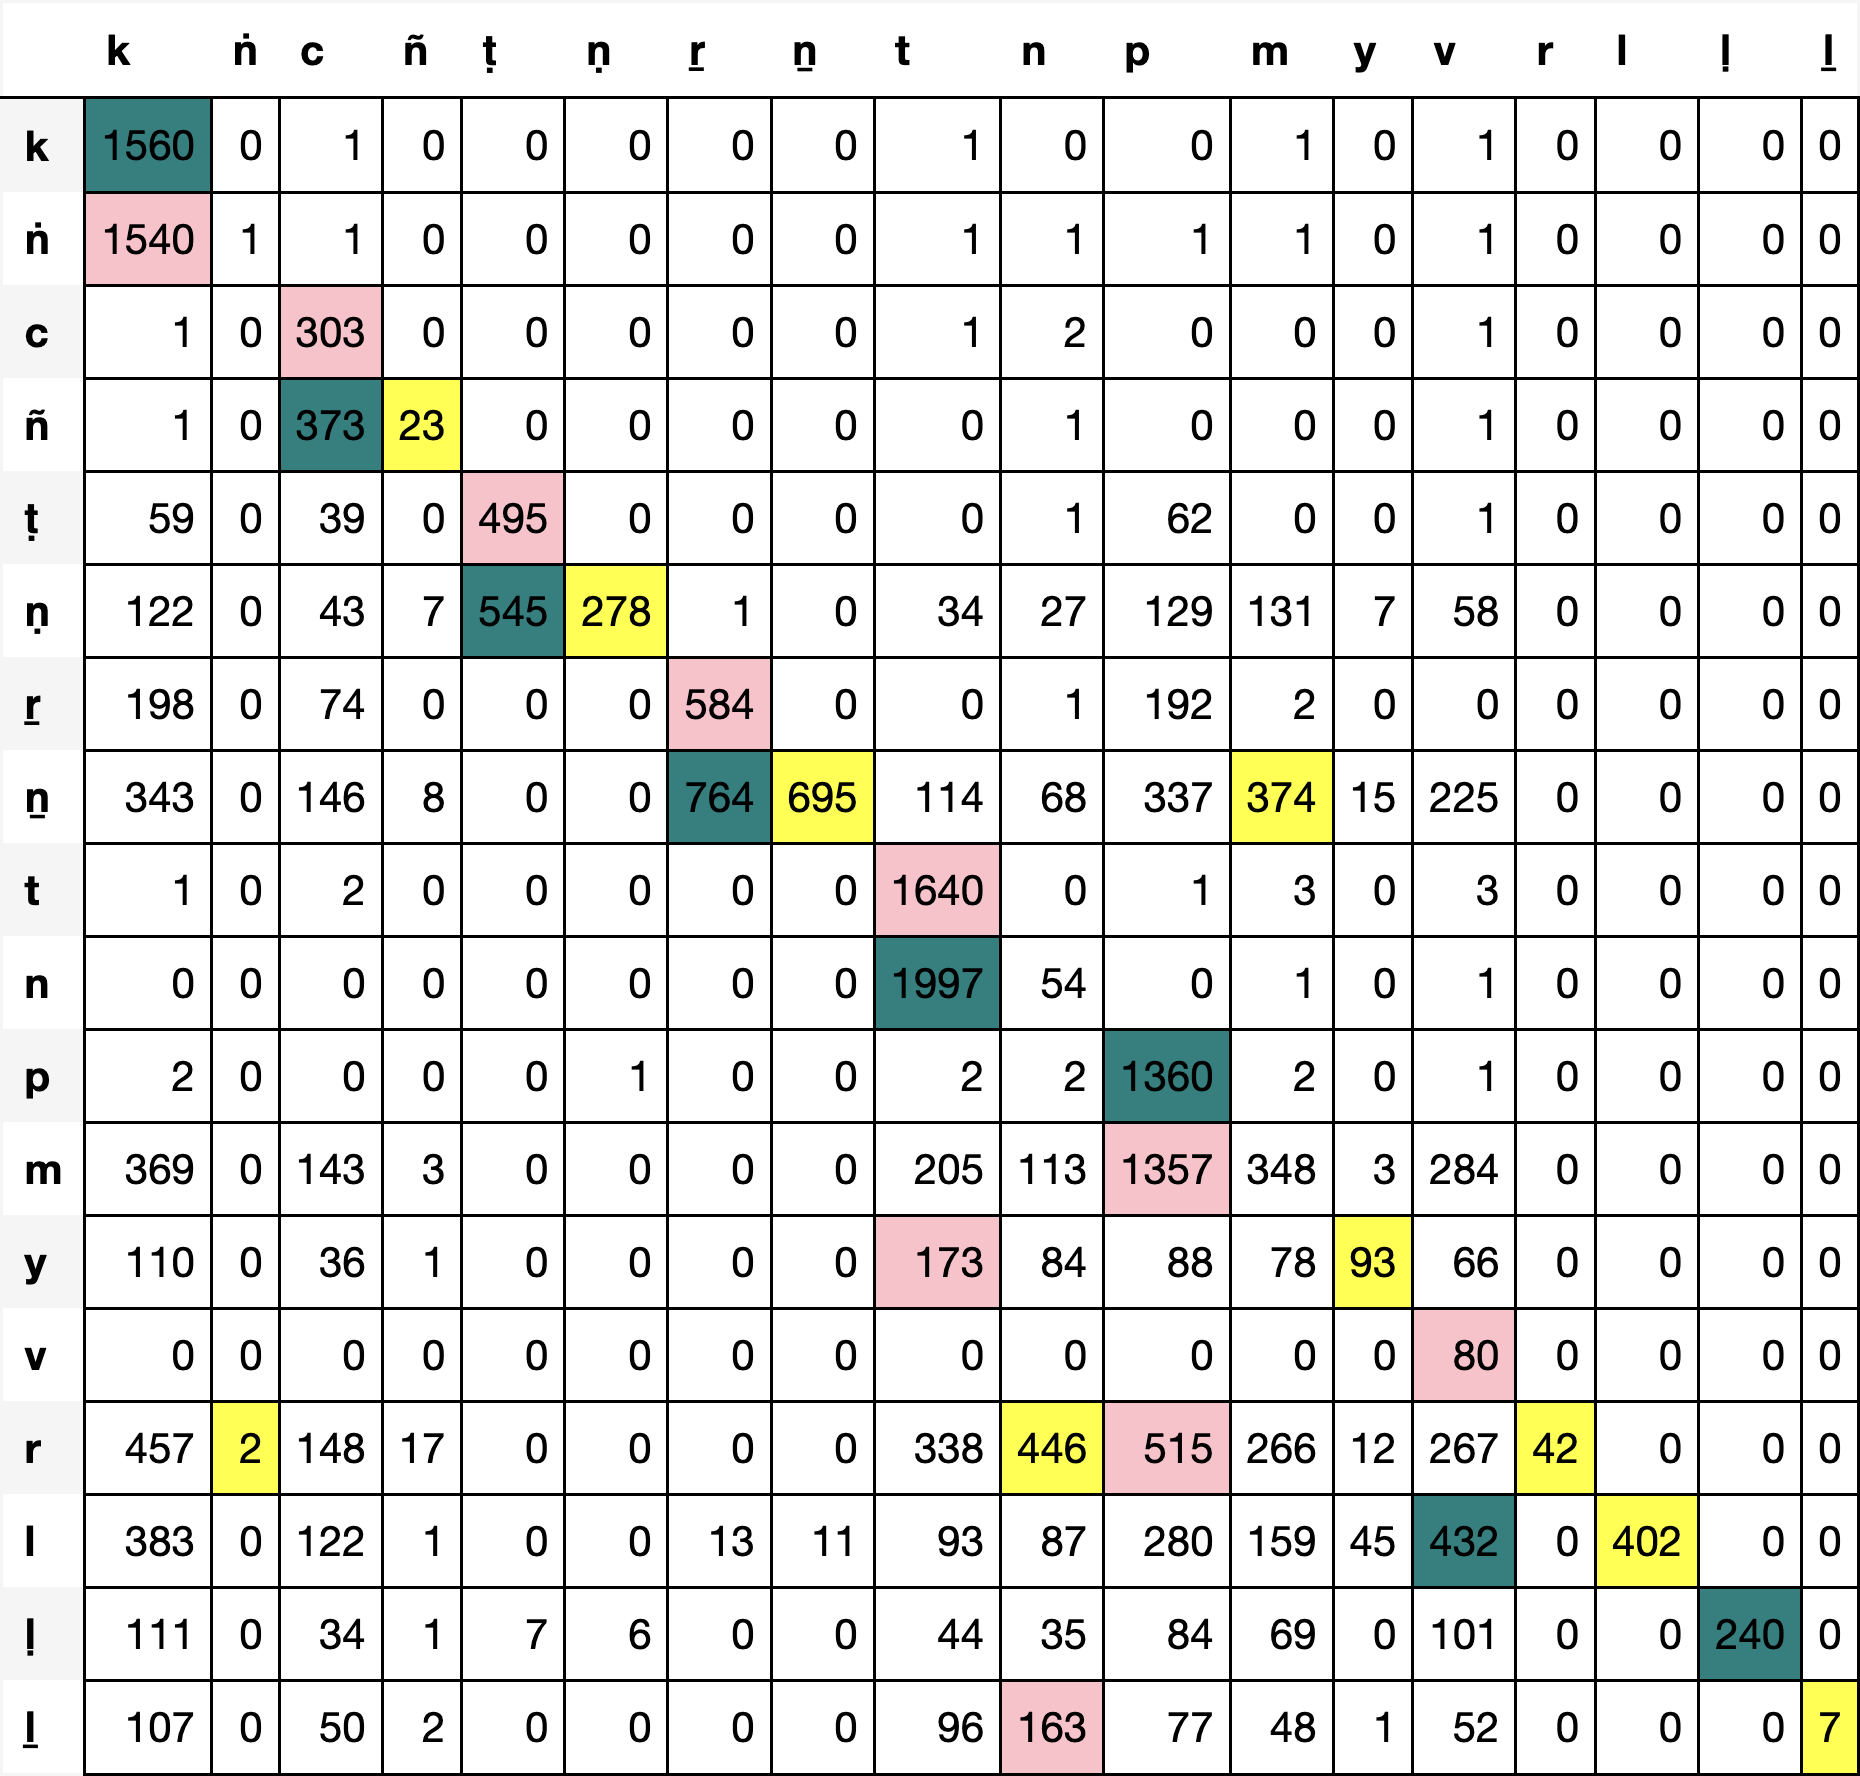 k ṅ c ñ ṭ ṇ ṟ ṉ t n p m y v r l ḷ ḻ
k 1560 0 1 0 0 0 0 0 1 0 0 1 0 1 0 0 0 0
ṅ 1540 1 1 0 0 0 0 0 1 1 1 1 0 1 0 0 0 0
c 1 0 303 0 0 0 0 0 1 2 0 0 0 1 0 0 0 0
ñ 1 0 373 23 0 0 0 0 0 1 0 0 0 1 0 0 0 0
ṭ 59 0 39 0 495 0 0 0 0 1 62 0 0 1 0 0 0 0
ṇ 122 0 43 7 545 278 1 0 34 27 129 131 7 58 0 0 0 0
ṟ 198 0 74 0 0 0 584 0 0 1 192 2 0 0 0 0 0 0
ṉ 343 0 146 8 0 0 764 695 114 68 337 374 15 225 0 0 0 0
t 1 0 2 0 0 0 0 0 1640 0 1 3 0 3 0 0 0 0
n 0 0 0 0 0 0 0 0 1997 54 0 1 0 1 0 0 0 0
p 2 0 0 0 0 1 0 0 2 2 1360 2 0 1 0 0 0 0
m 369 0 143 3 0 0 0 0 205 113 1357 348 3 284 0 0 0 0
y 110 0 36 1 0 0 0 0 173 84 88 78 93 66 0 0 0 0
v 0 0 0 0 0 0 0 0 0 0 0 0 0 80 0 0 0 0
r 457 2 148 17 0 0 0 0 338 446 515 266 12 267 42 0 0 0
l 383 0 122 1 0 0 13 11 93 87 280 159 45 432 0 402 0 0
ḷ 111 0 34 1 7 6 0 0 44 35 84 69 0 101 0 0 240 0
ḻ 107 0 50 2 0 0 0 0 96 163 77 48 1 52 0 0 0 7